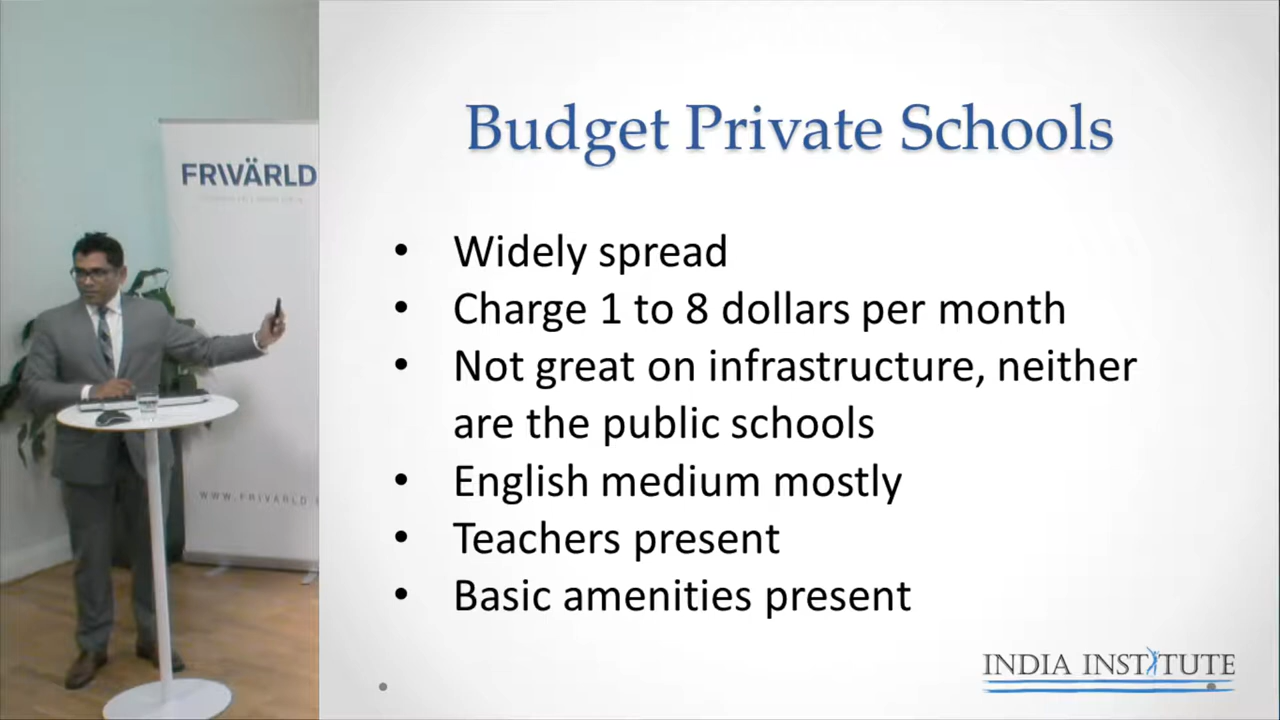 FRIVÄRLD
WWW.FRIVARLD.
Budget Private Schools
• Widely spread
• Charge 1 to 8 dollars per month
• Not great on infrastructure, neither
are the public schools
• English medium mostly
• Teachers present
• Basic amenities present
INDIA INSTITUTE